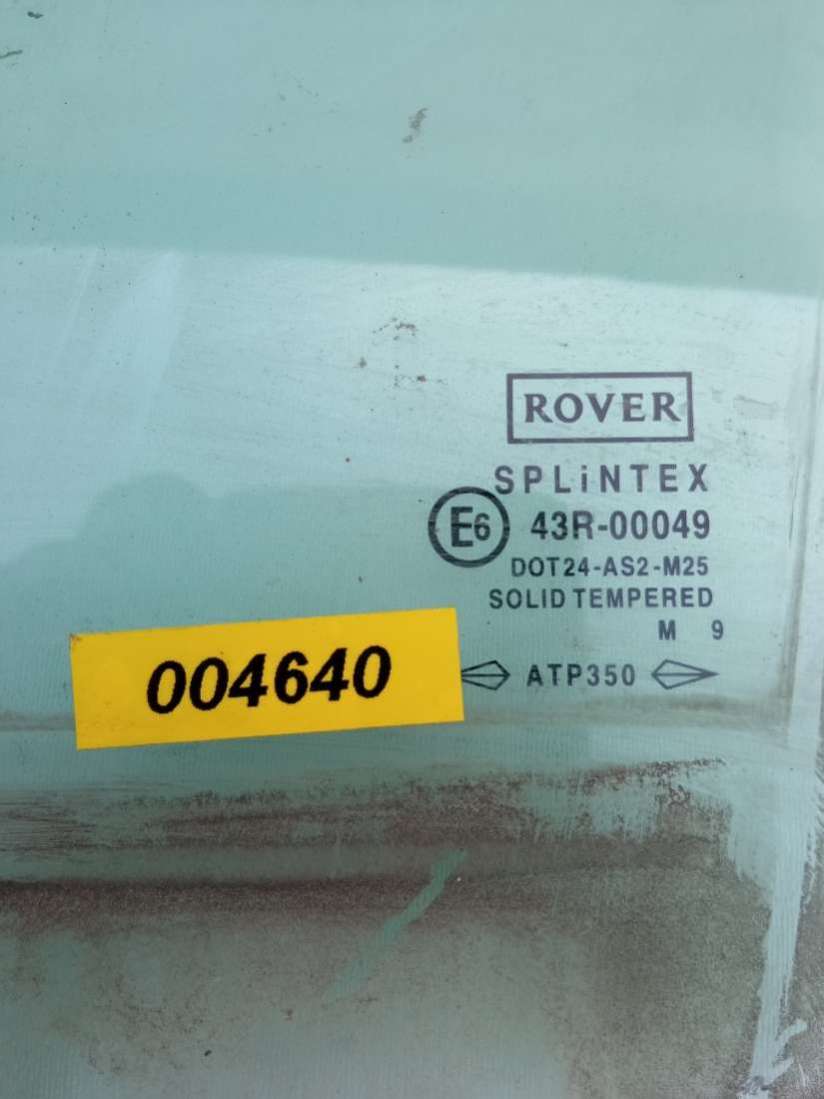 ROVER
SPLiNTEX
E6 43R-00049
DOT24-AS2-M25
SOLID TEMPERED
M 9
ATP350
004640